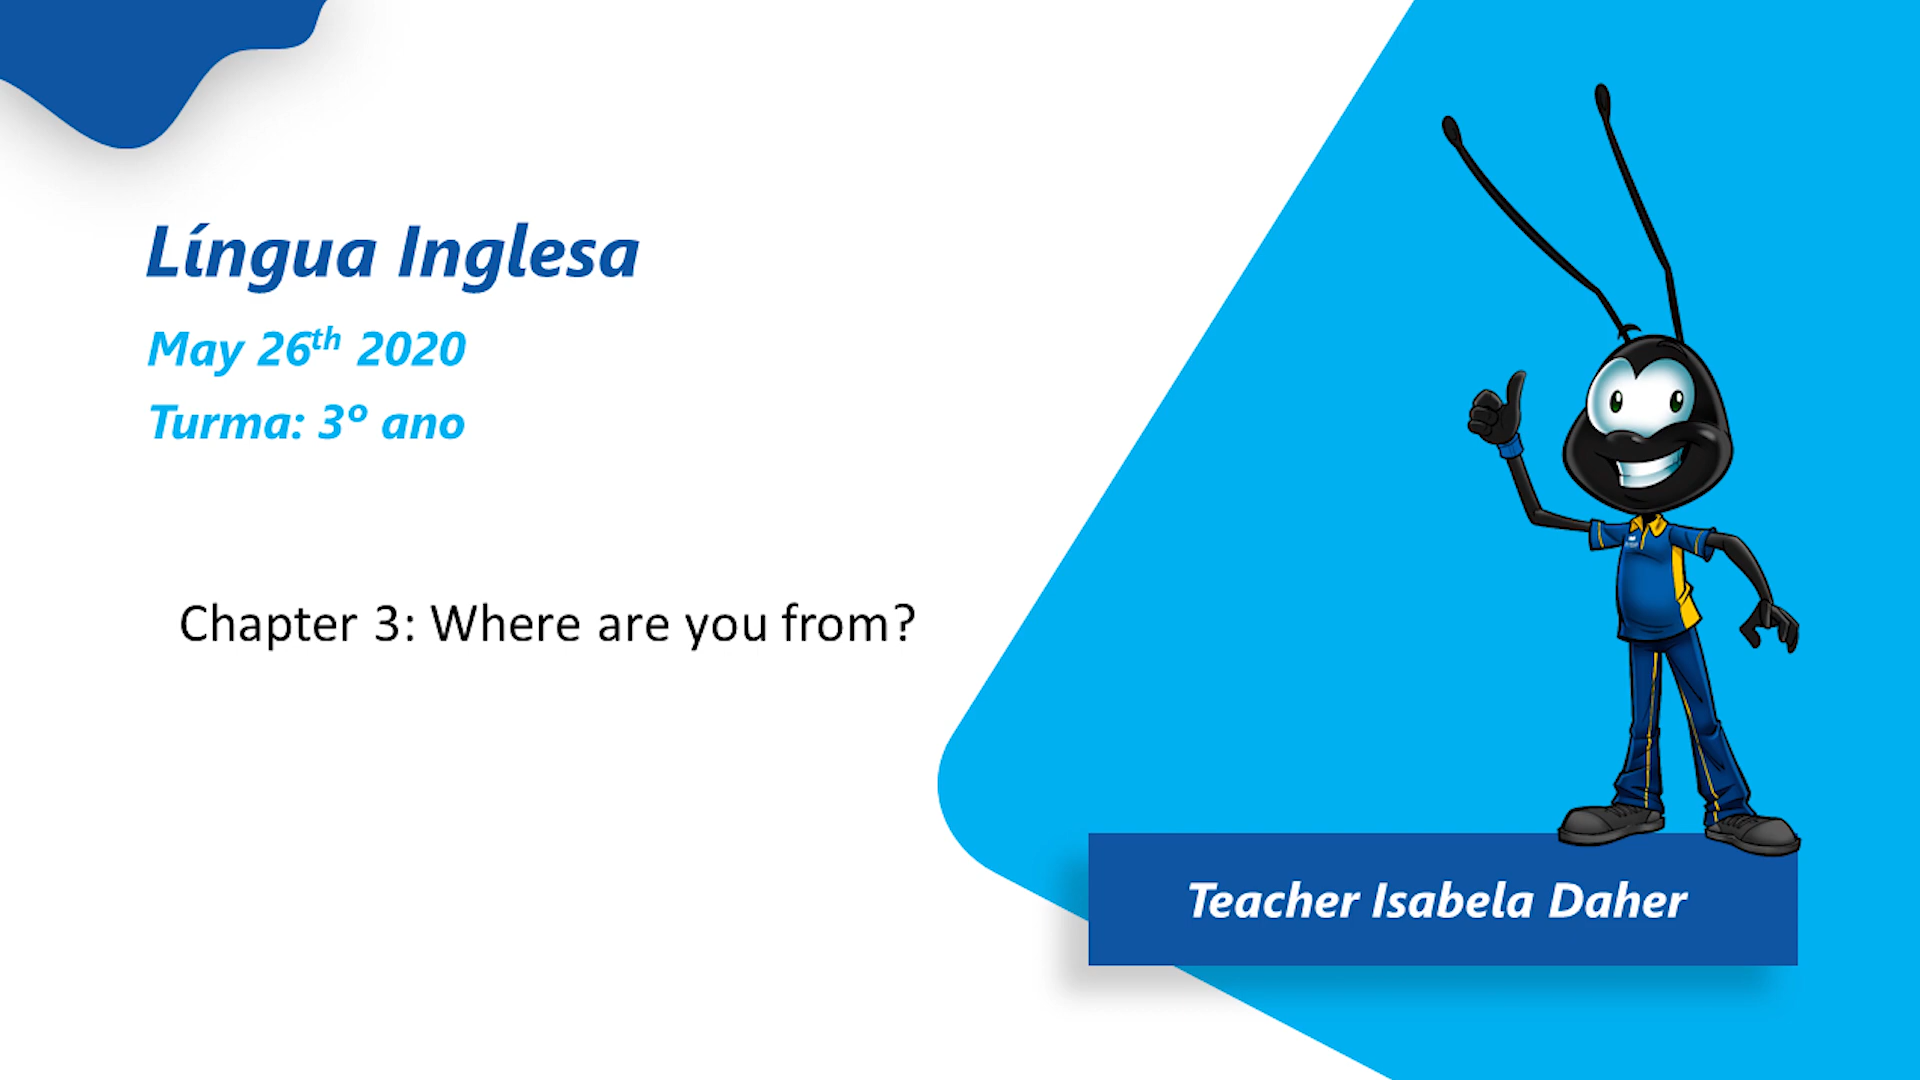 Língua Inglesa
May 26th 2020
Turma: 3º ano
Chapter 3: Where are you from?
Teacher Isabela Daher